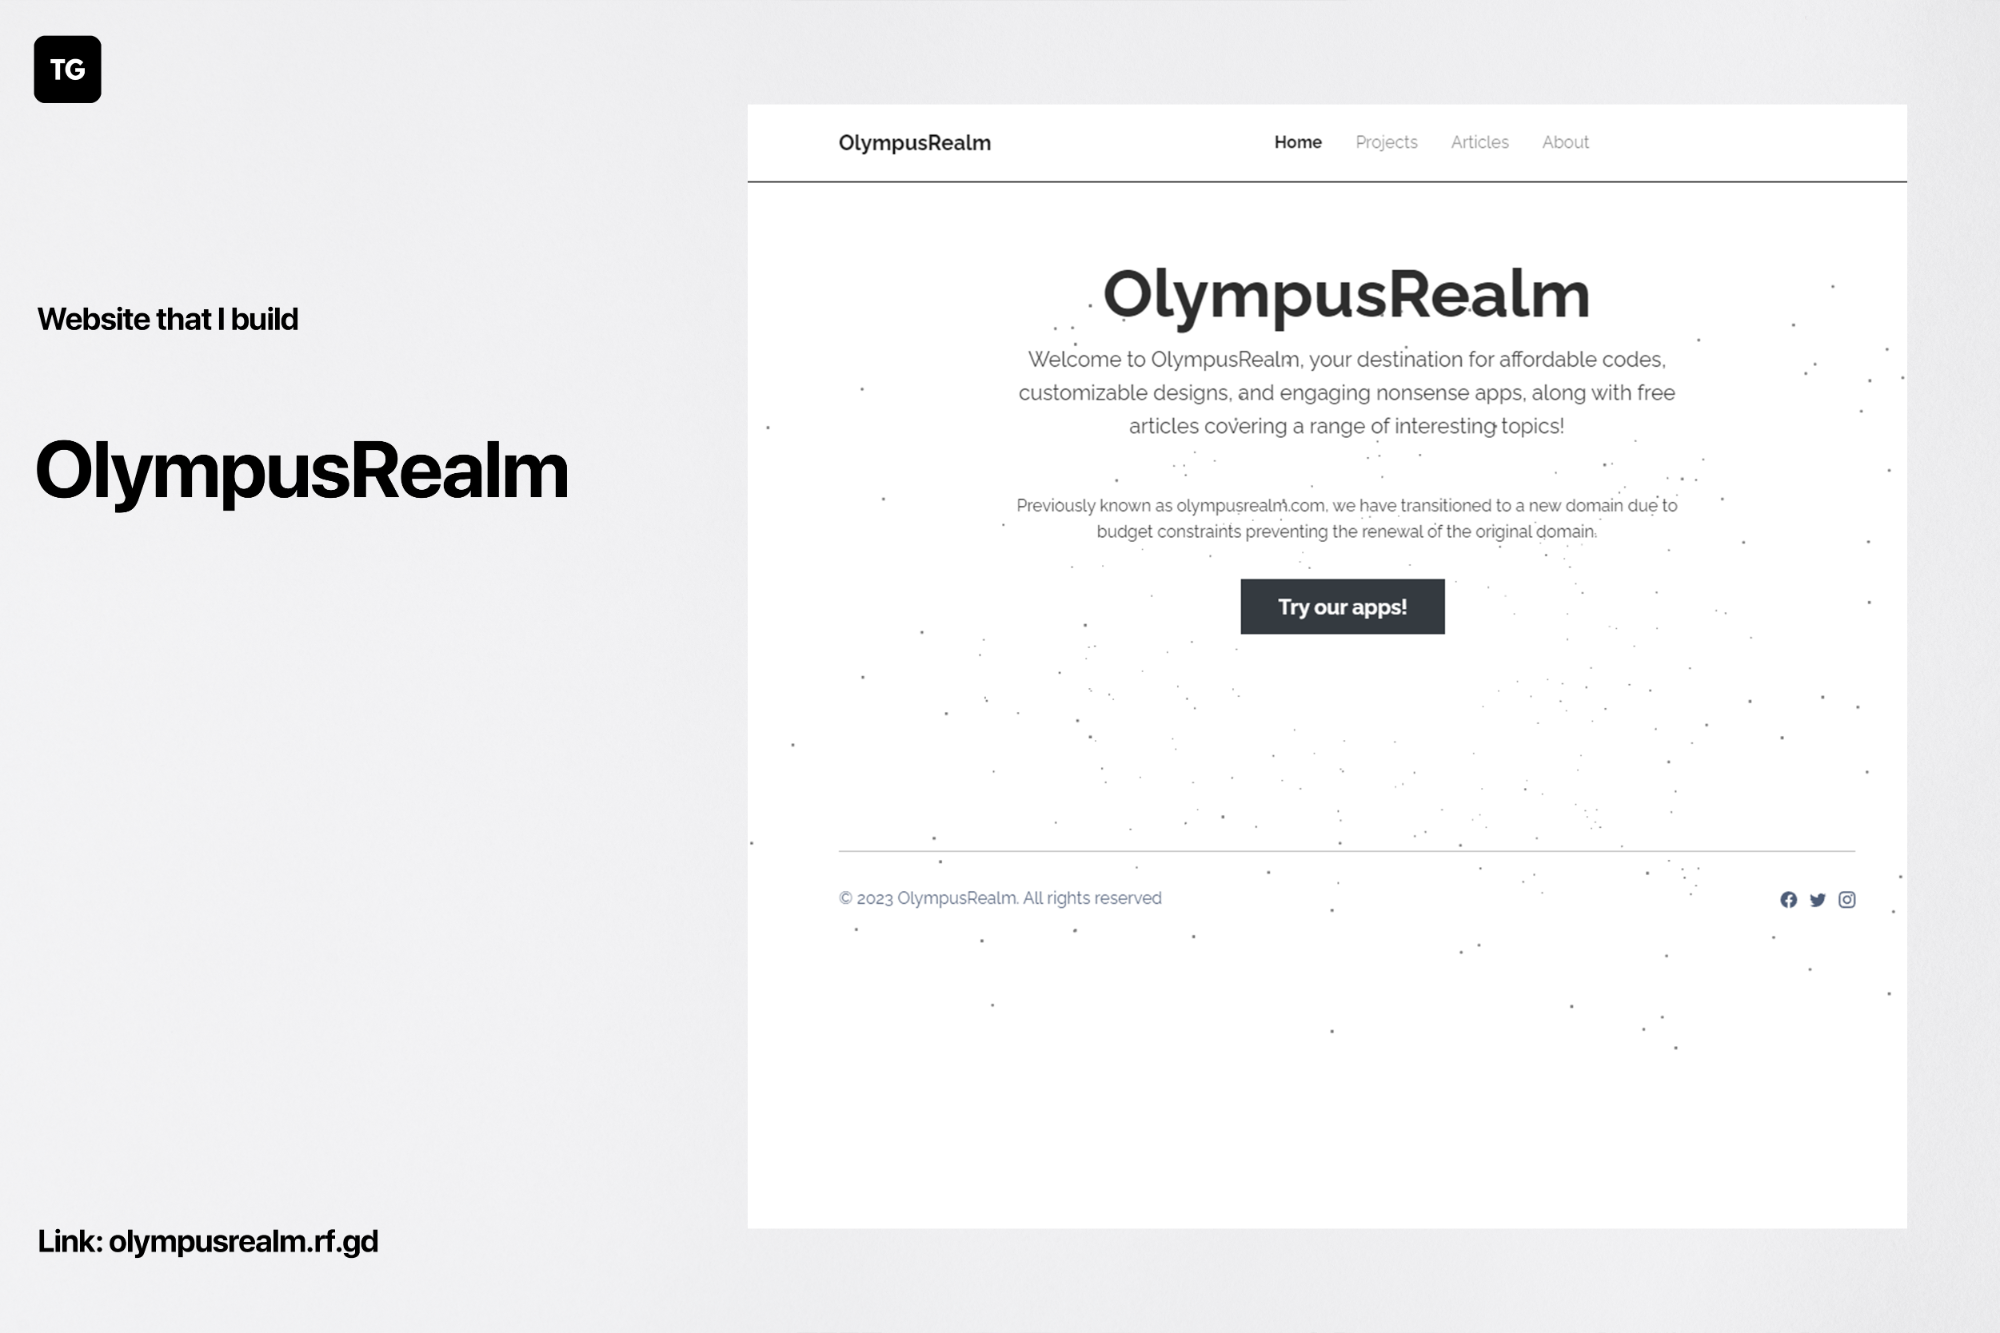 TG
Website that I build
OlympusRealm
Link: olympusrealm.rf.gd
OlympusRealm
Home Projects Articles About
OlympusRealm
Welcome to OlympusRealm, your destination for affordable codes,
customizable designs, and engaging nonsense apps, along with free
articles covering a range of interesting topics!
Previously known as olympusrealm.com, we have transitioned to a new domain due to
budget constraints preventing the renewal of the original domain.
Try our apps!
© 2023 OlympusRealm. All rights reserved